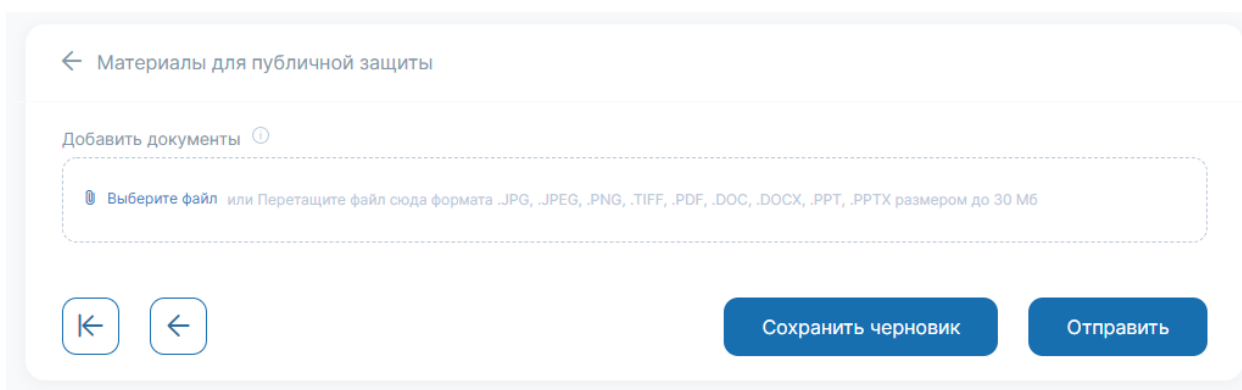 Материалы для публичной защиты
Добавить документы
Выберите файл или Перетащите файл сюда формата .JPG, .JPEG, .PNG, .TIFF, .PDF, .DOC, .DOCX, .PPT, .PPTX размером до 30 Мб
Сохранить черновик Отправить